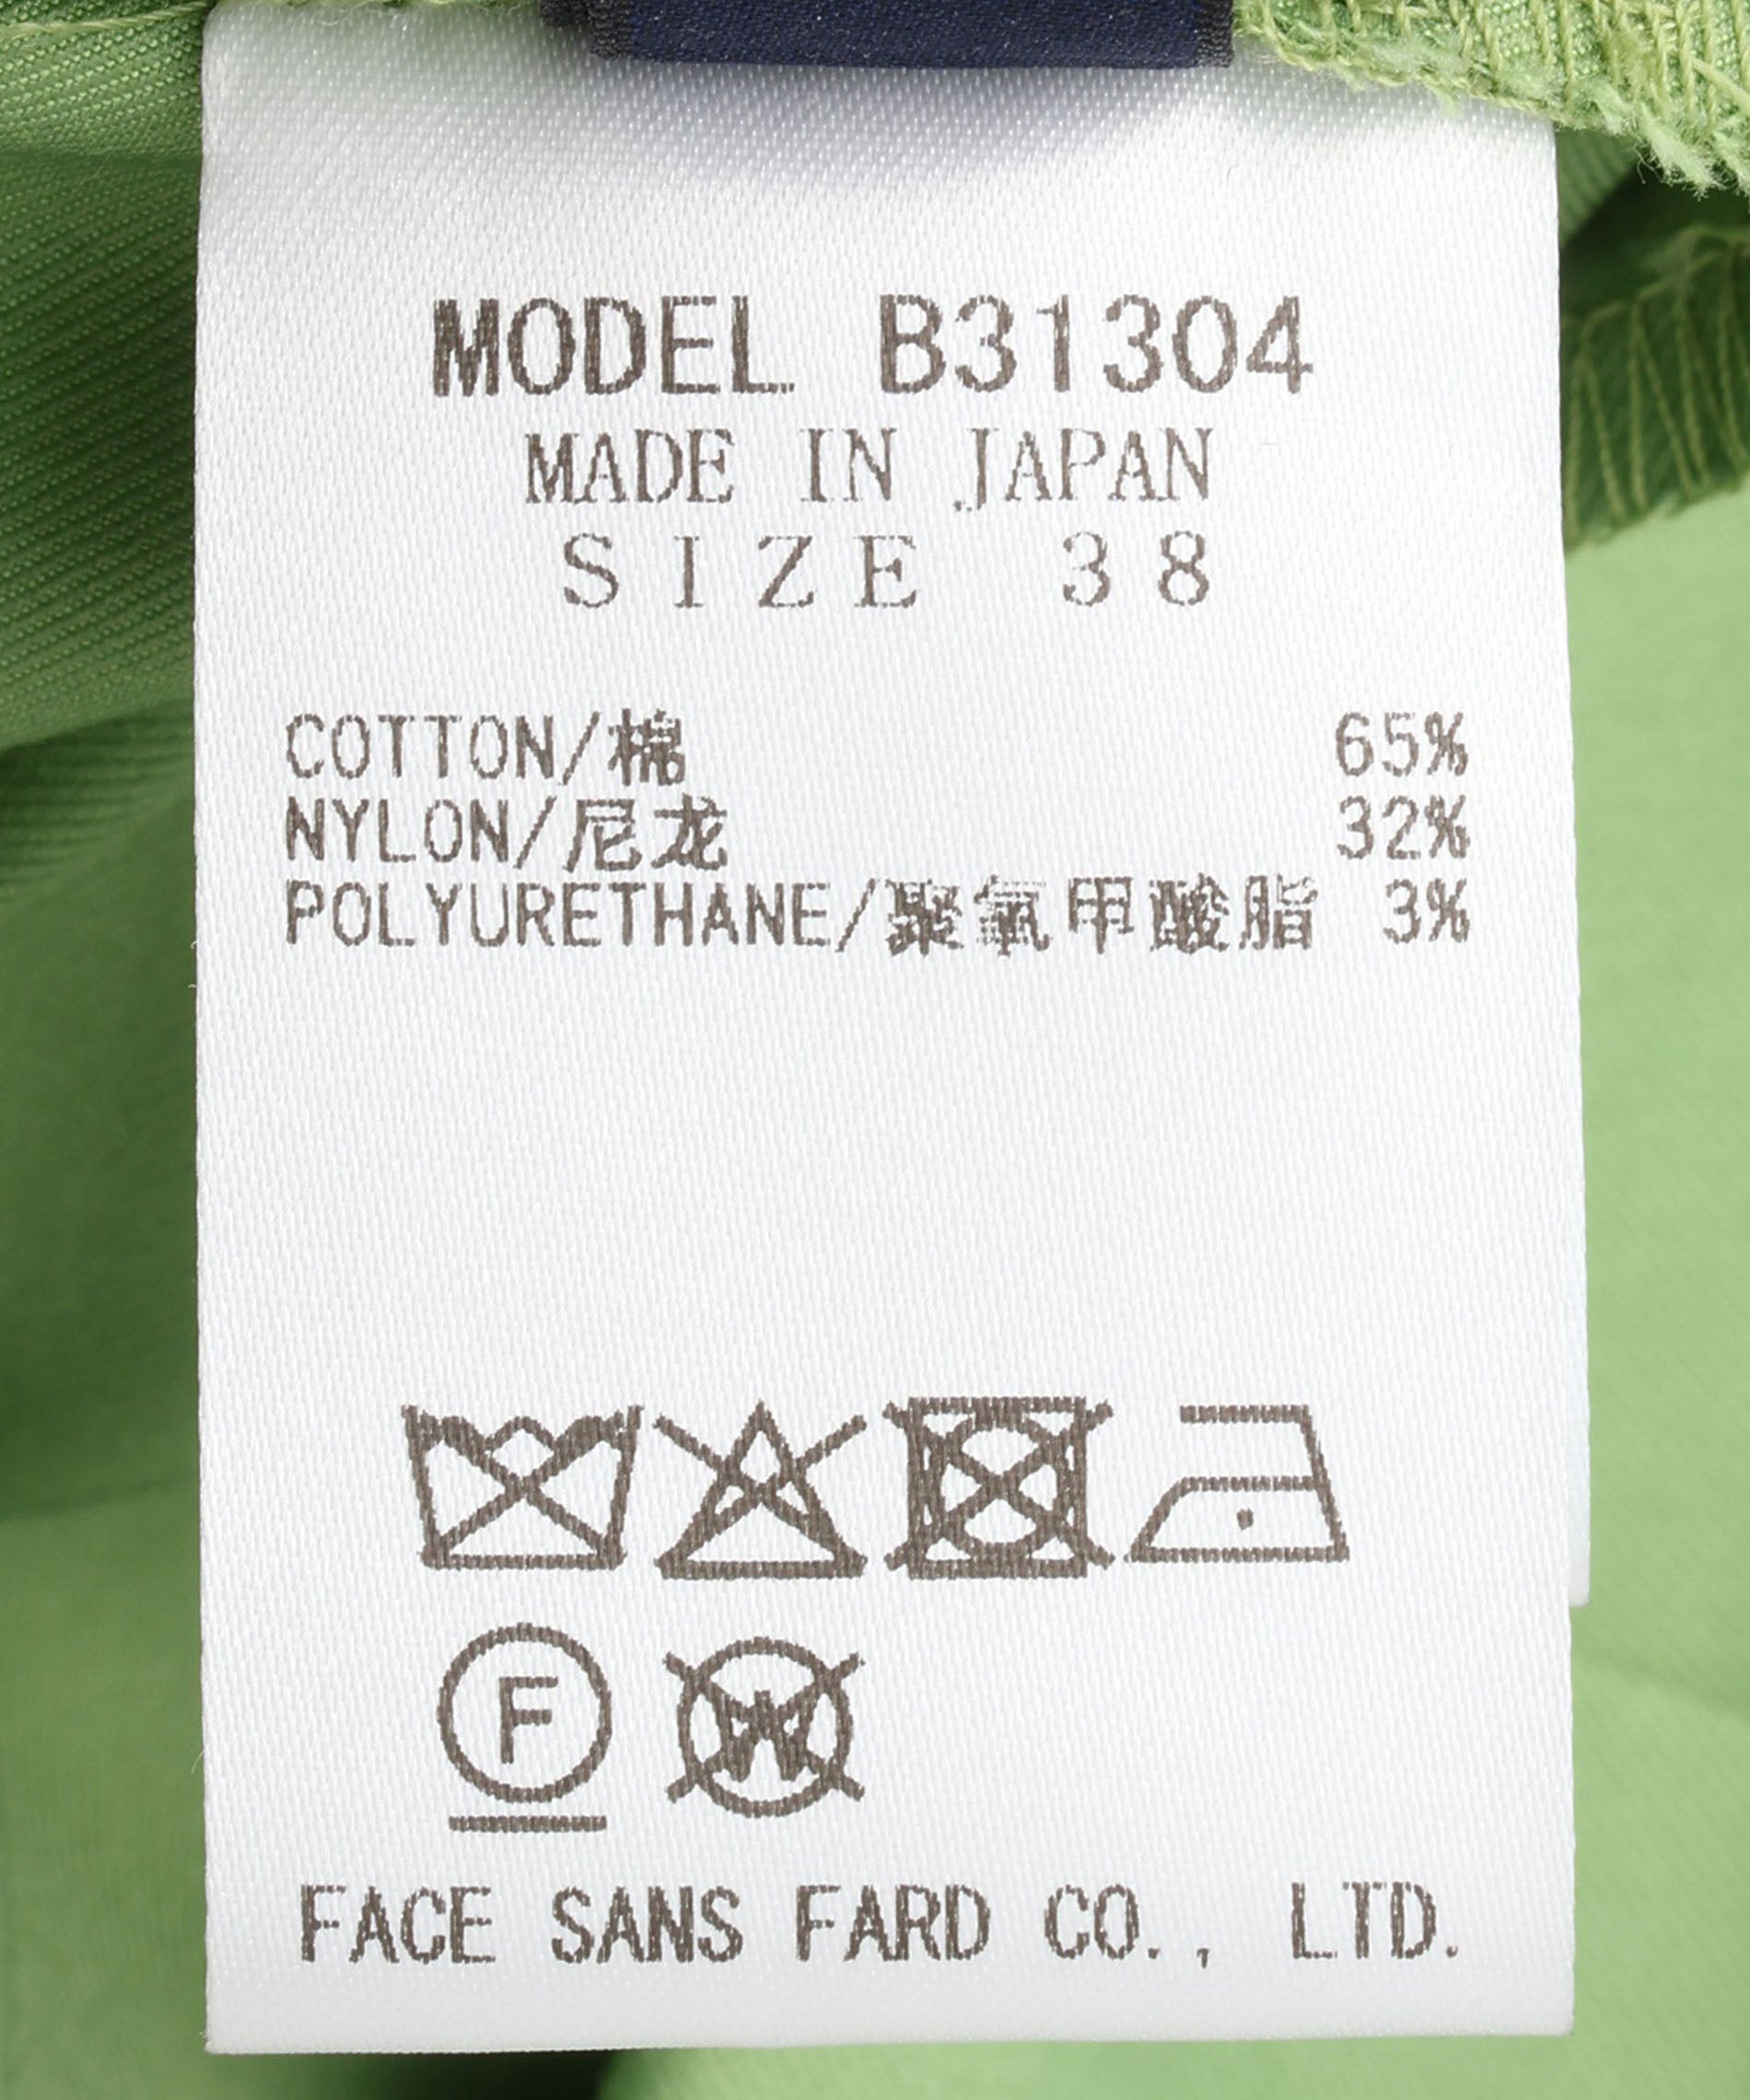 MODEL B31304
MADE IN JAPAN
SIZE 38
COTTON/棉 65%
NYLON/尼龙 32%
POLYURETHANE/聚氧甲酸脂 3%
F
W
FACE SANS FARD CO., LTD.